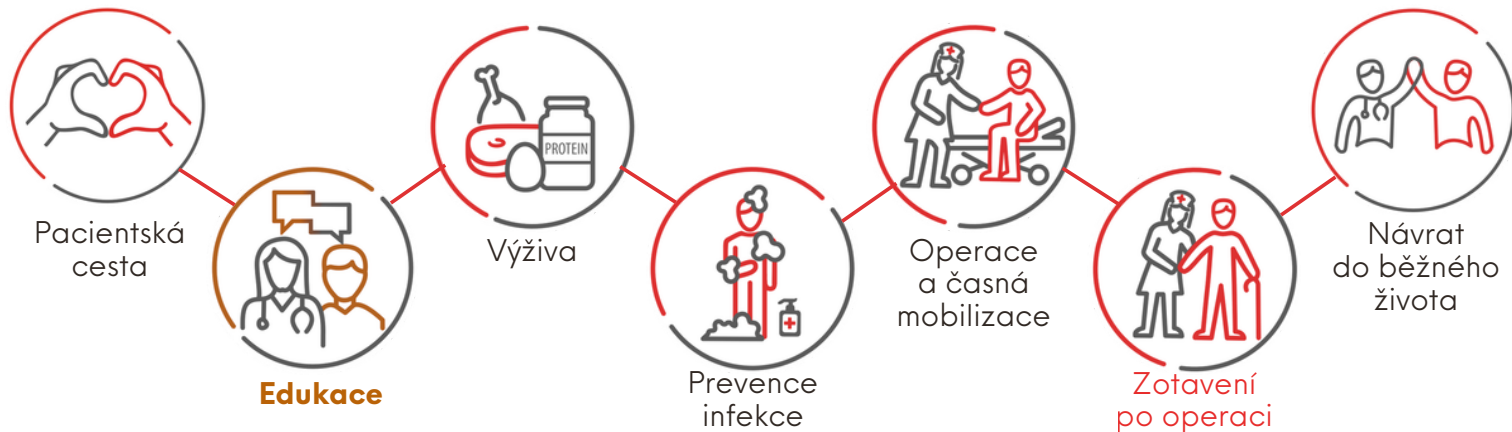 Pacientská
cesta
Edukace
PROTEIN
Výživa
Prevence
infekce
Operace
a časná
mobilizace
Zotavení
po operaci
Návrat
do běžného
života